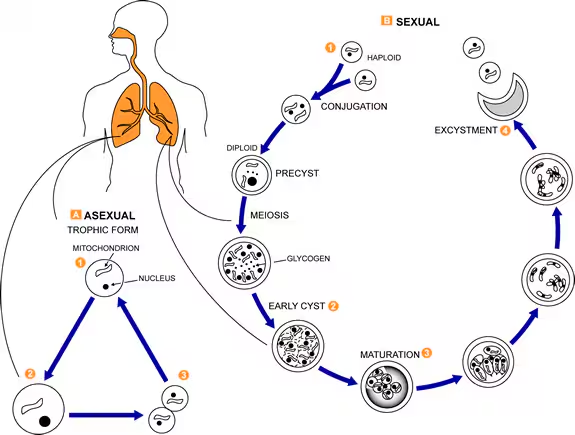 B SEXUAL
1
HAPLOID
CONJUGATION
DIPLOID
PRECYST
MEIOSIS
GLYCOGEN
EARLY CYST 2
MATURATION 3
EXCYSTMENT 4
A ASEXUAL
TROPHIC FORM
MITOCHONDRION
1
NUCLEUS
2
3